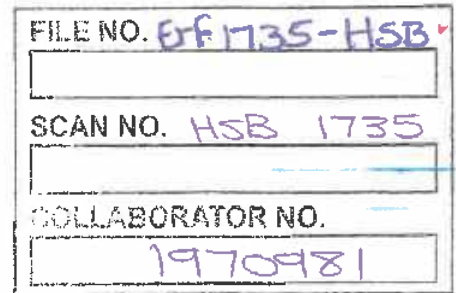 FILE NO. Erf 1735-HSB
SCAN NO. HSB 1735
COLLABORATOR NO.
1970981